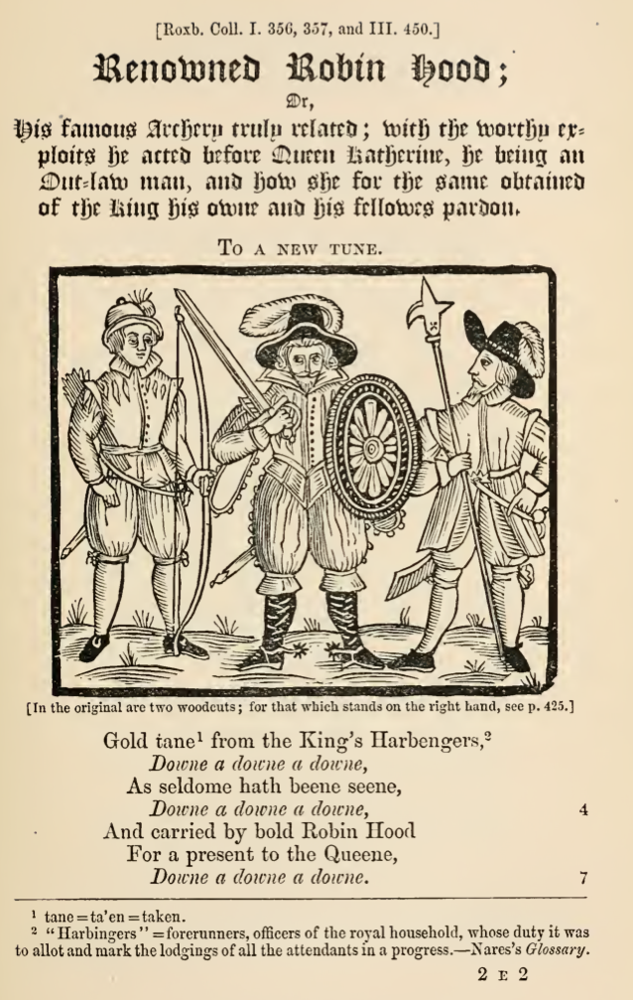 [Roxb. Coll. I. 356, 357, and III. 450.]
Renowned Robin Hood;
Or,
His famous Archery truly related; with the worthy ex-
ploits he acted before Queen Katherine, he being an
Out-law man, and how she for the same obtained
of the King his owne and his fellowes pardon.
To a new tune.
[In the original are two woodcuts; for that which stands on the right hand, see p. 425.]
Gold tane¹ from the King's Harbengers,²
Downe a downe a downe,
As seldome hath beene seene,
Downe a downe a downe, 4
And carried by bold Robin Hood
For a present to the Queene,
Downe a downe a downe. 7
¹ tane=ta'en=taken.
² "Harbingers"=forerunners, officers of the royal household, whose duty it was
to allot and mark the lodgings of all the attendants in a progress.—Nares's Glossary.
2 E 2